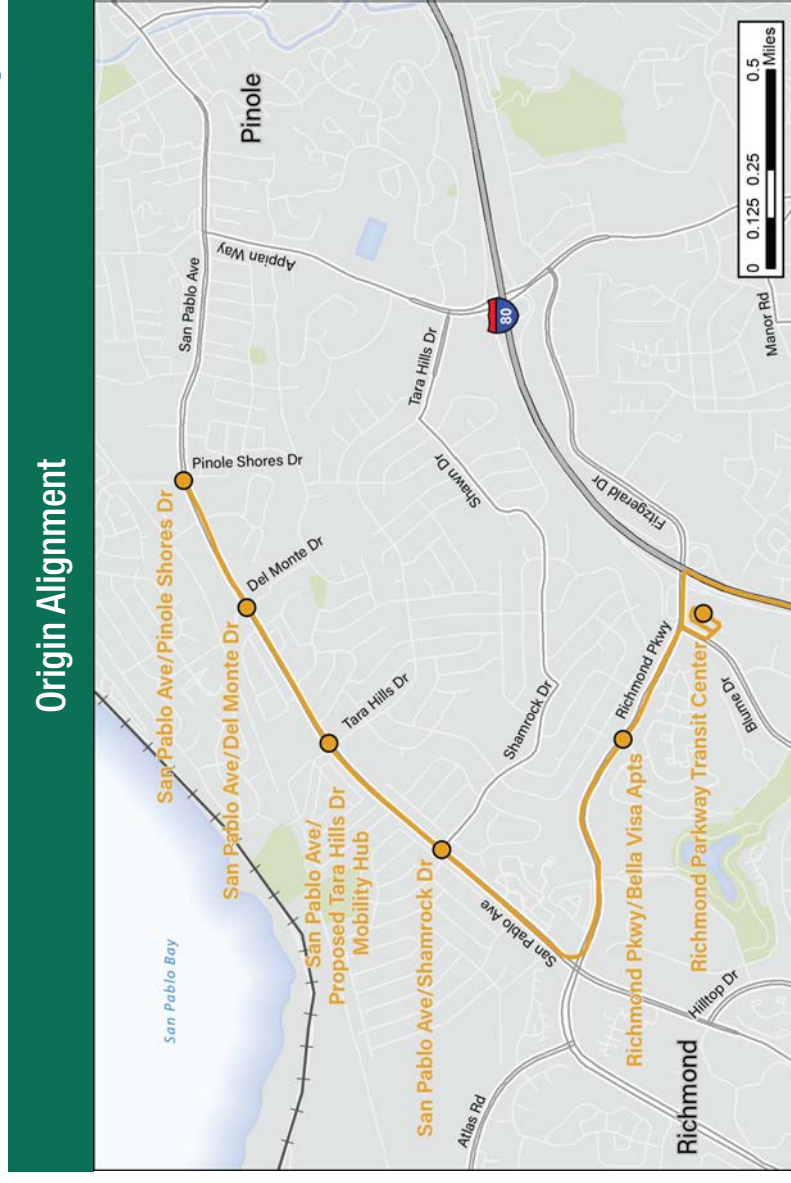 Origin Alignment
San Pablo Bay
Pinole
San Pablo Ave
Appian Way
San Pablo Ave/Pinole Shores Dr
Pinole Shores Dr
San Pablo Ave/Del Monte Dr
Del Monte Dr
San Pablo Ave/
Proposed Tara Hills Dr
Mobility Hub
Tara Hills Dr
Tara Hills Dr
Shawn Dr
80
San Pablo Ave/Shamrock Dr
Shamrock Dr
San Pablo Ave
Fitzgerald Dr
Richmond Pkwy
Richmond Pkwy/Bella Visa Apts
Richmond Parkway Transit Center
Blume Dr
Hilltop Dr
Atlas Rd
Richmond
Manor Rd
0 0.125 0.25 0.5
Miles